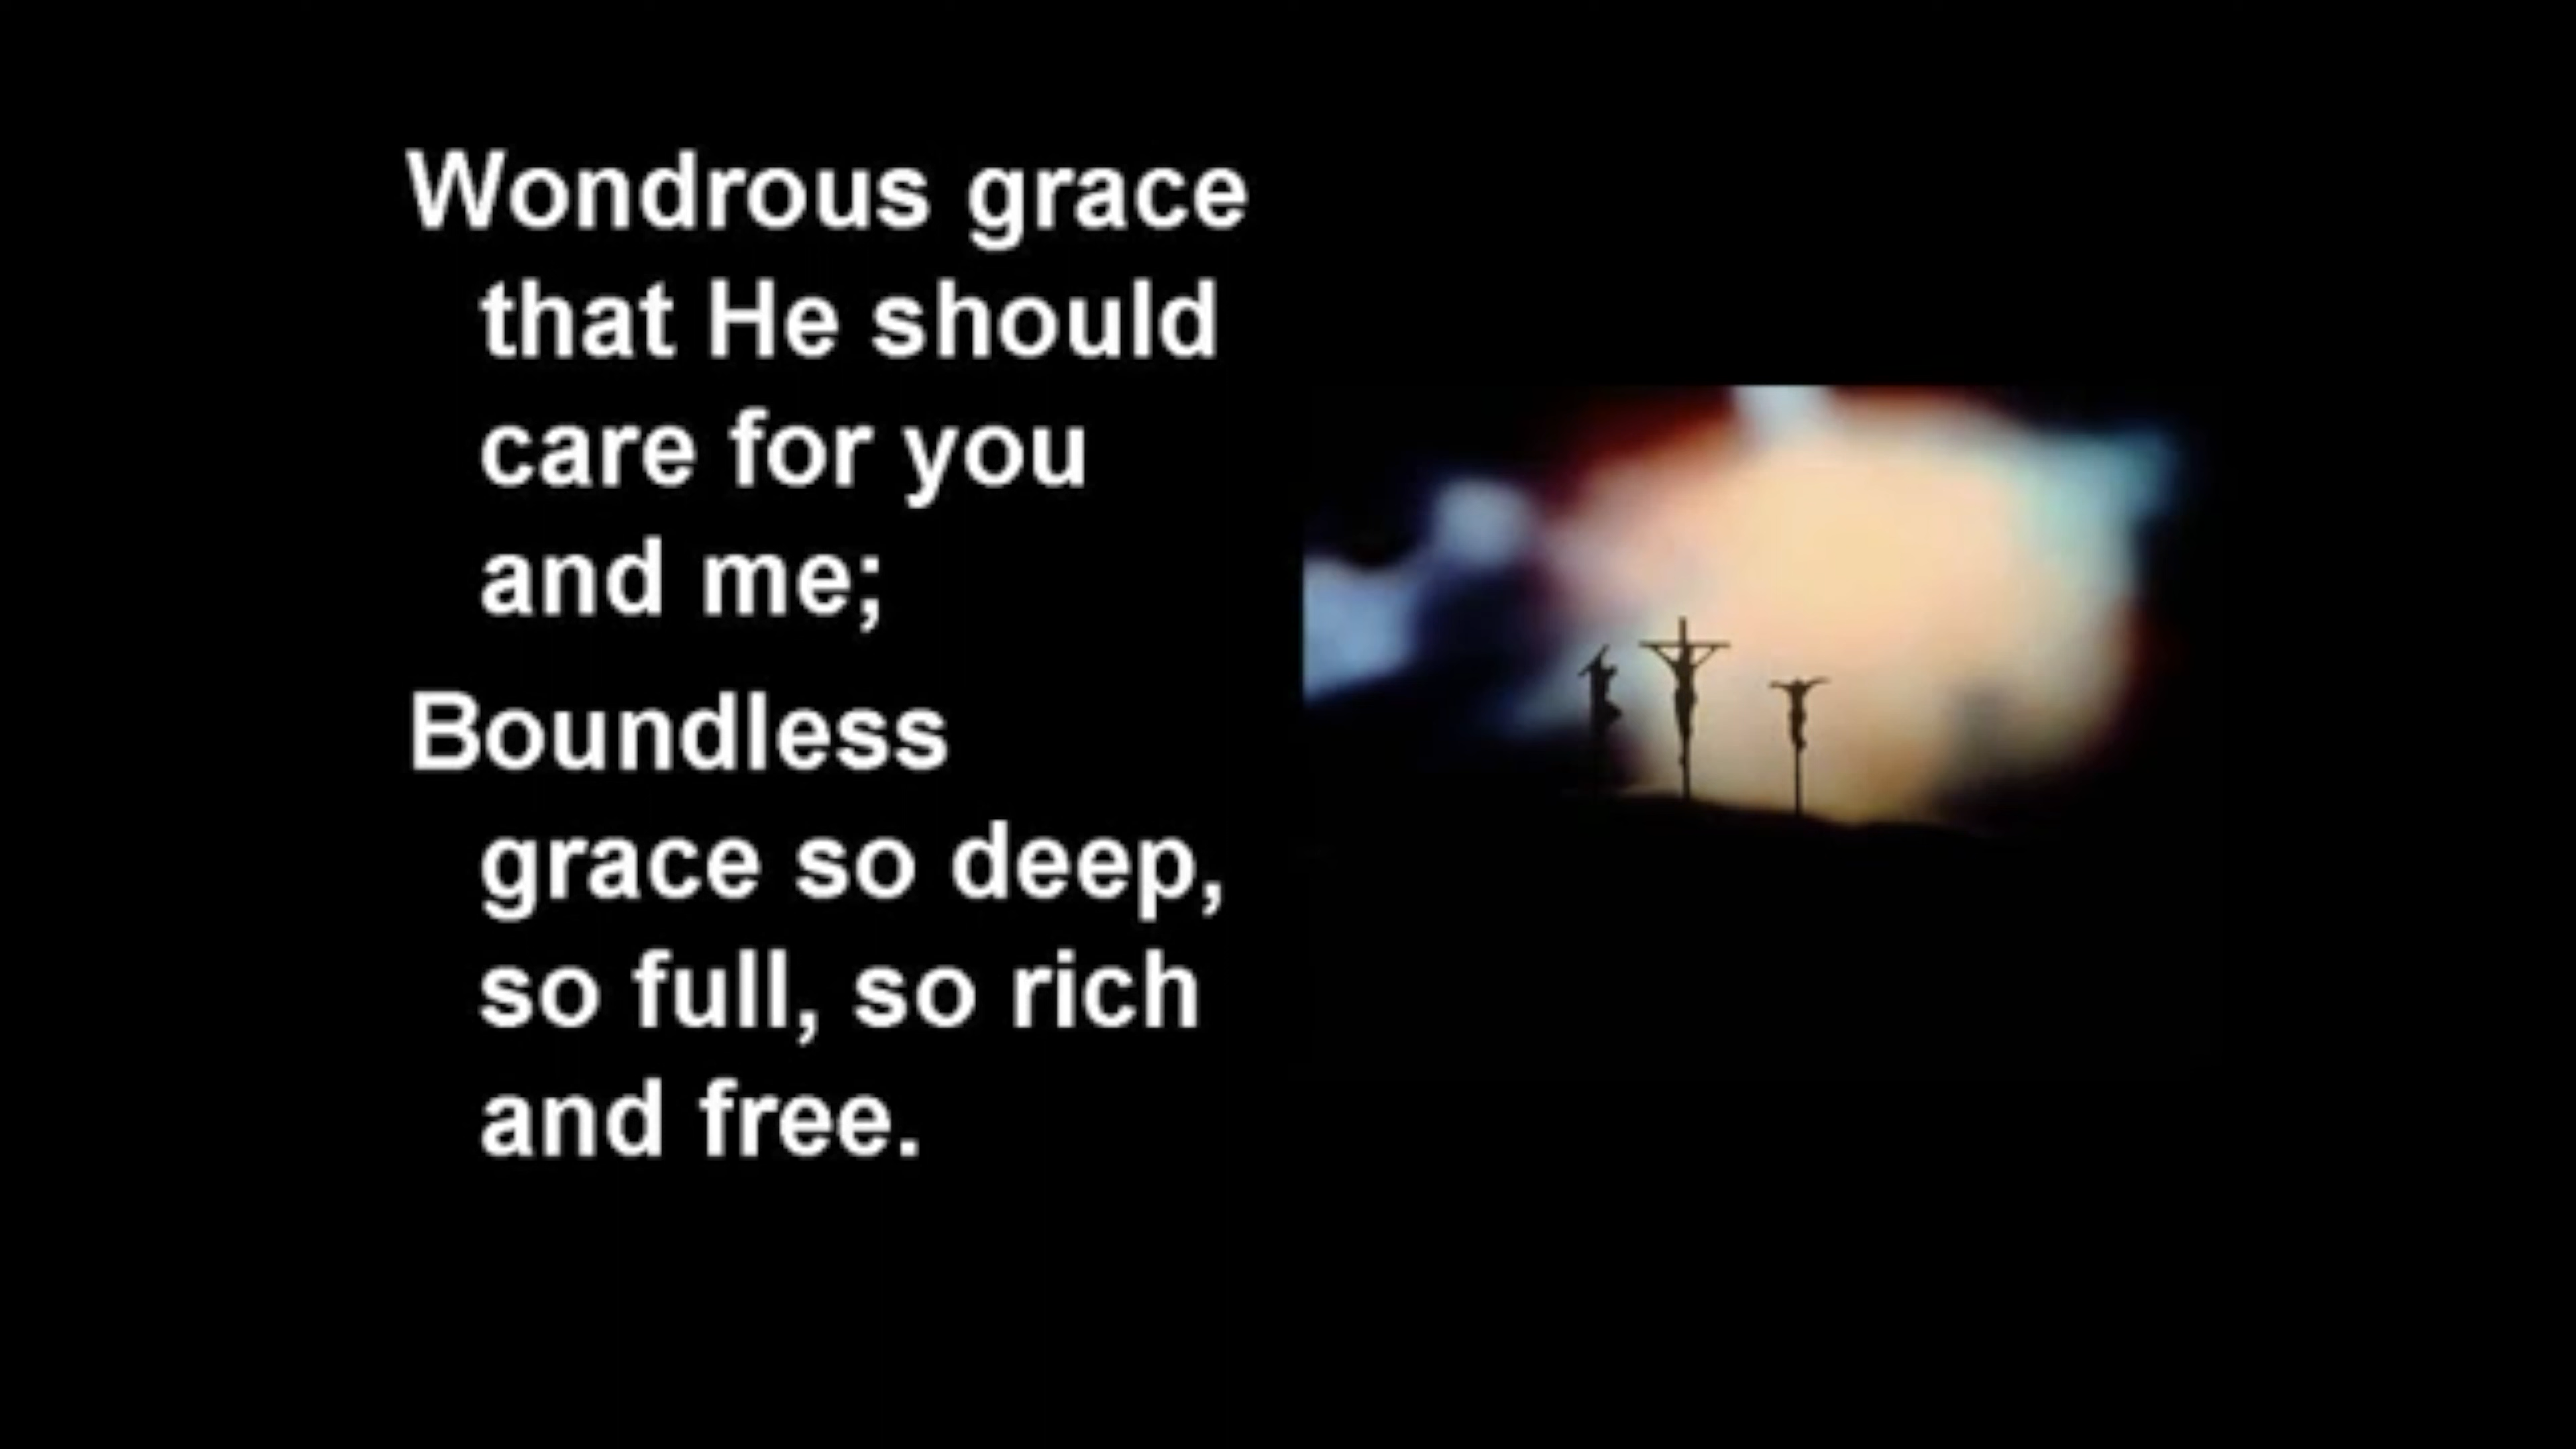 Wondrous grace
that He should
care for you
and me;
Boundless
grace so deep,
so full, so rich
and free.